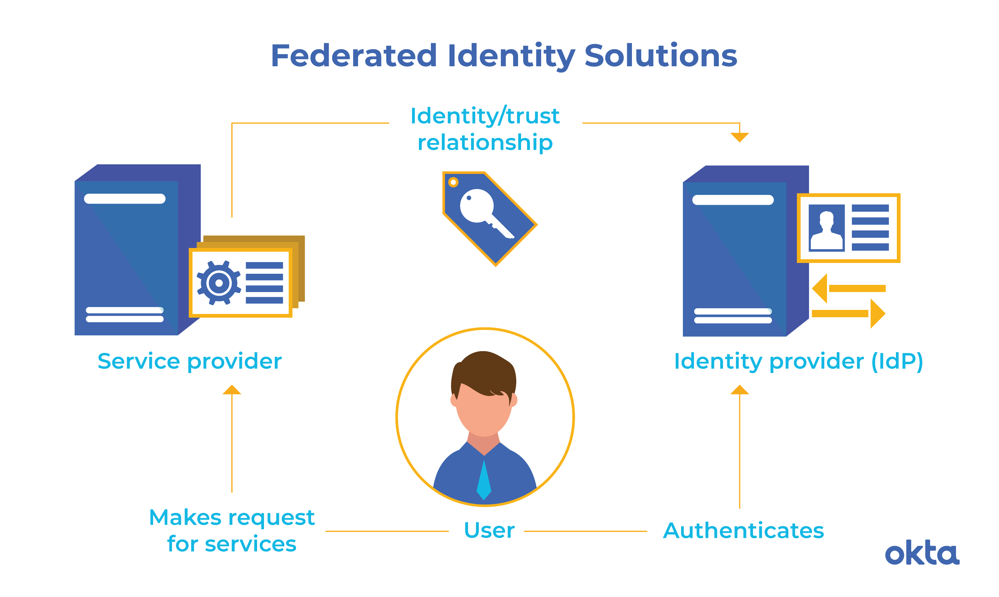 Federated Identity Solutions
Identity/trust
relationship
Service provider
Identity provider (IdP)
Makes request
for services
User
Authenticates
okta